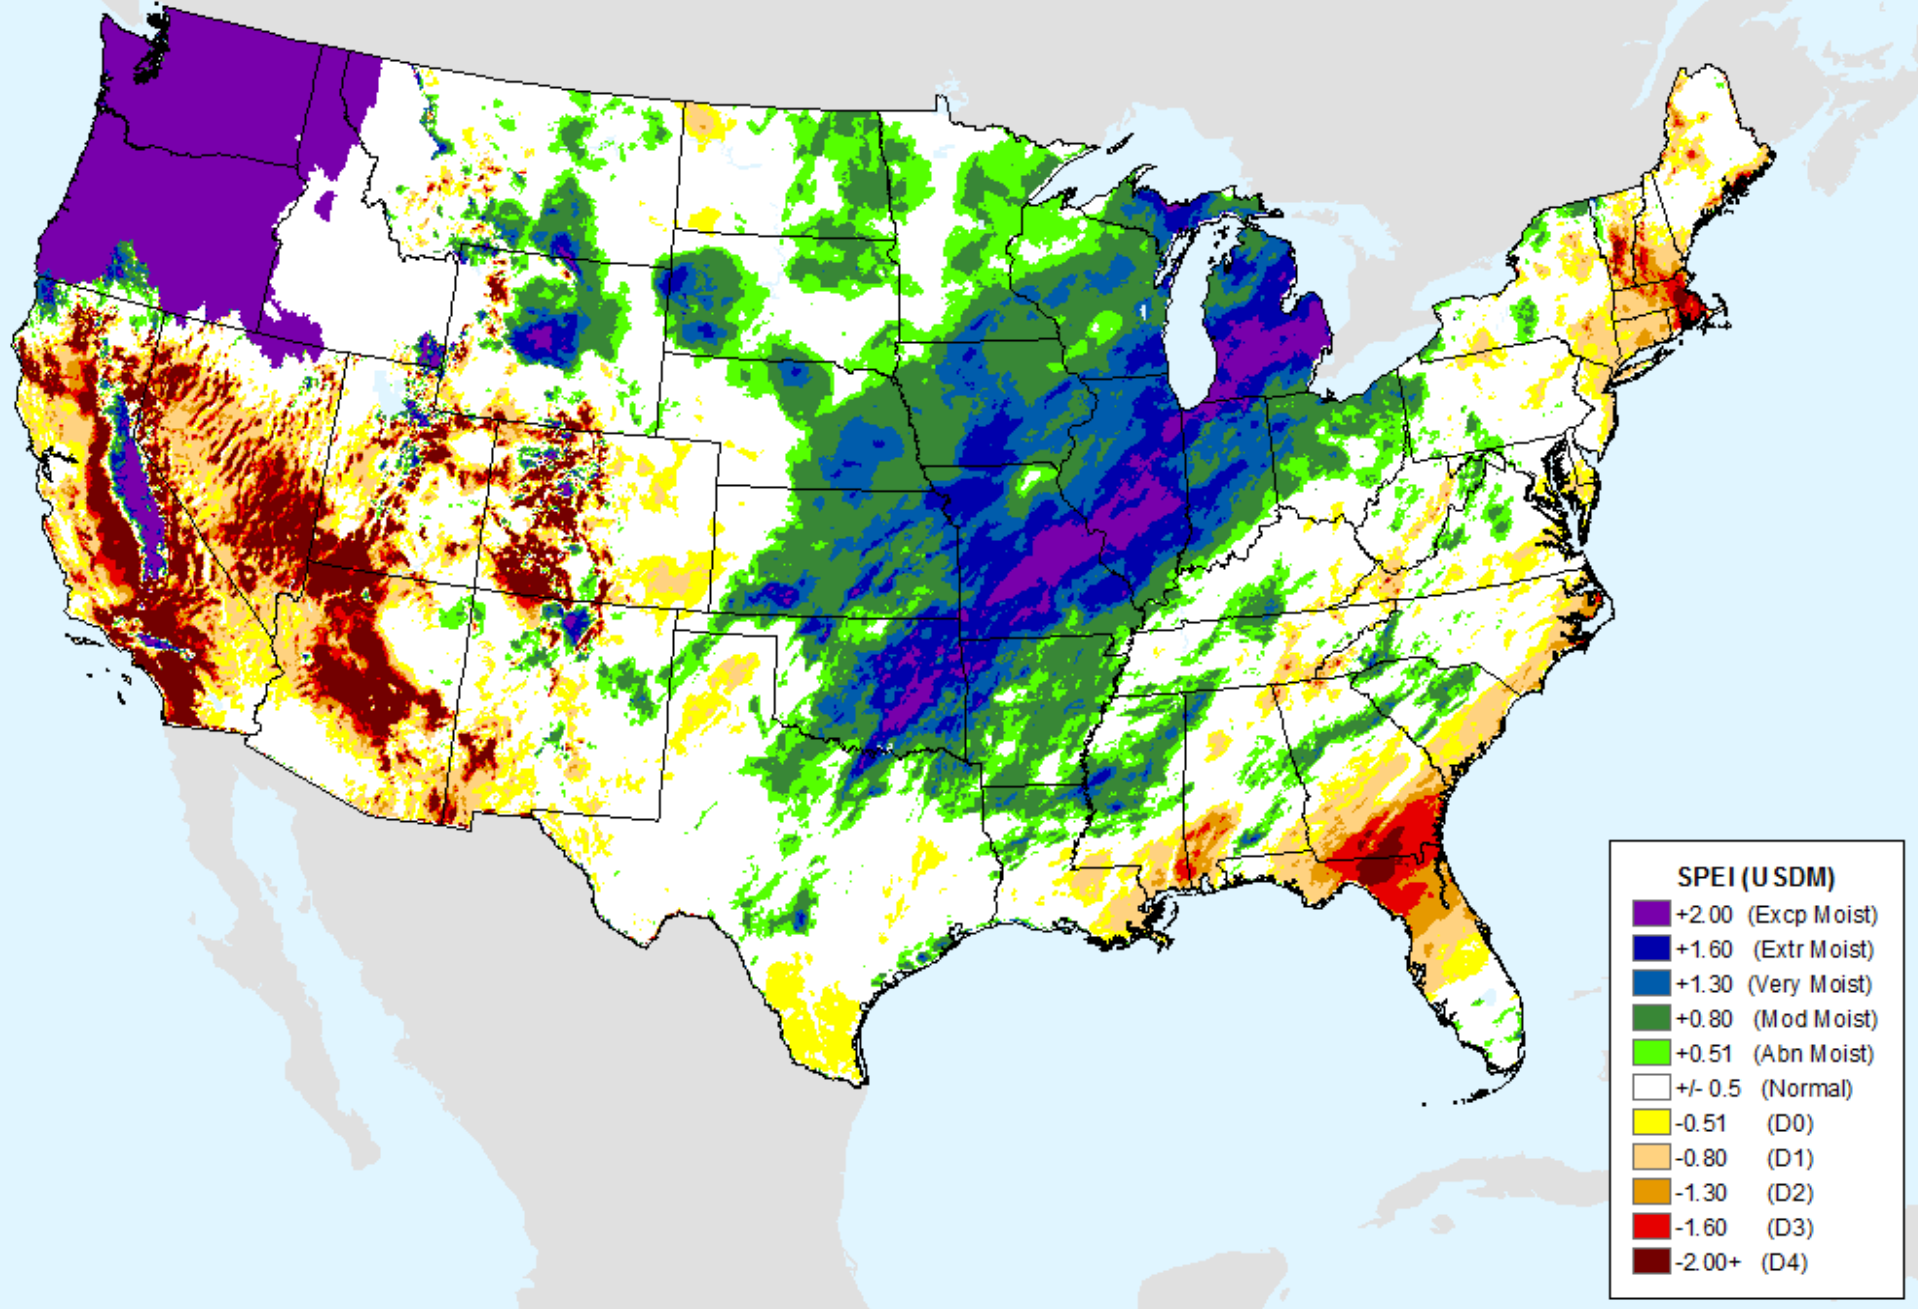 SPEI (USDM)
+2.00 (Excp Moist)
+1.60 (Extr Moist)
+1.30 (Very Moist)
+0.80 (Mod Moist)
+0.51 (Abn Moist)
+/- 0.5 (Normal)
-0.51 (D0)
-0.80 (D1)
-1.30 (D2)
-1.60 (D3)
-2.00+ (D4)